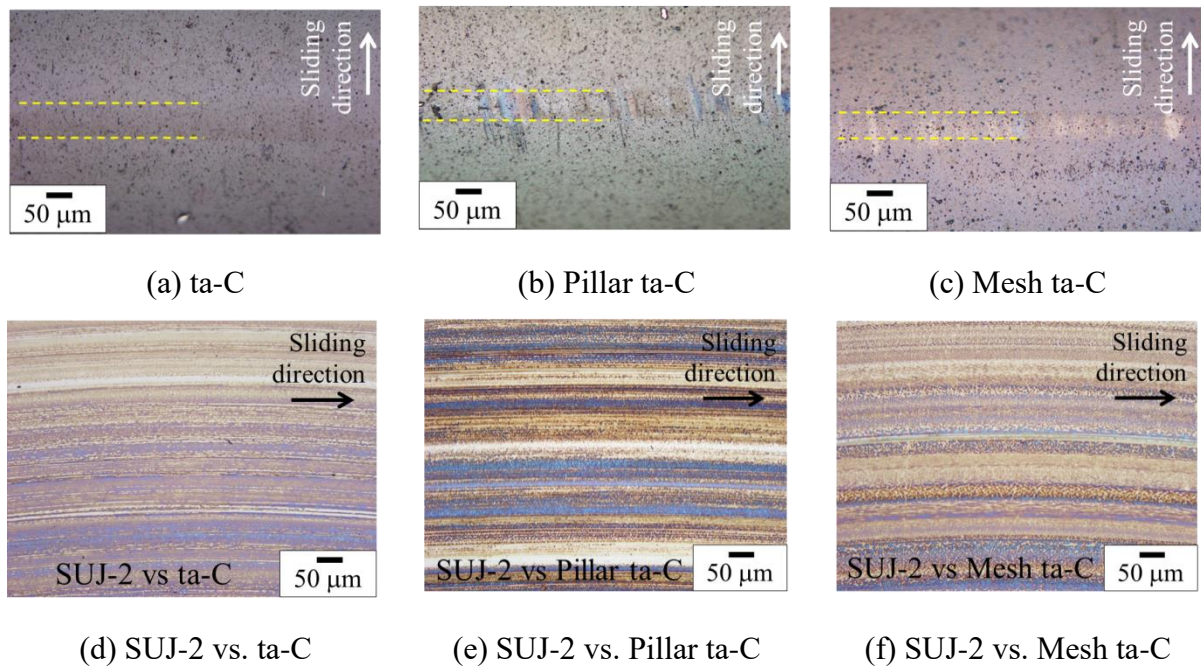 Sliding
direction
50 μm
Sliding
direction
50 μm
Sliding
direction
50 μm
(a) ta-C
(b) Pillar ta-C
(c) Mesh ta-C
Sliding
direction
50 μm
SUJ-2 vs ta-C
Sliding
direction
50 μm
SUJ-2 vs Pillar ta-C
Sliding
direction
50 μm
SUJ-2 vs Mesh ta-C
(d) SUJ-2 vs. ta-C
(e) SUJ-2 vs. Pillar ta-C
(f) SUJ-2 vs. Mesh ta-C